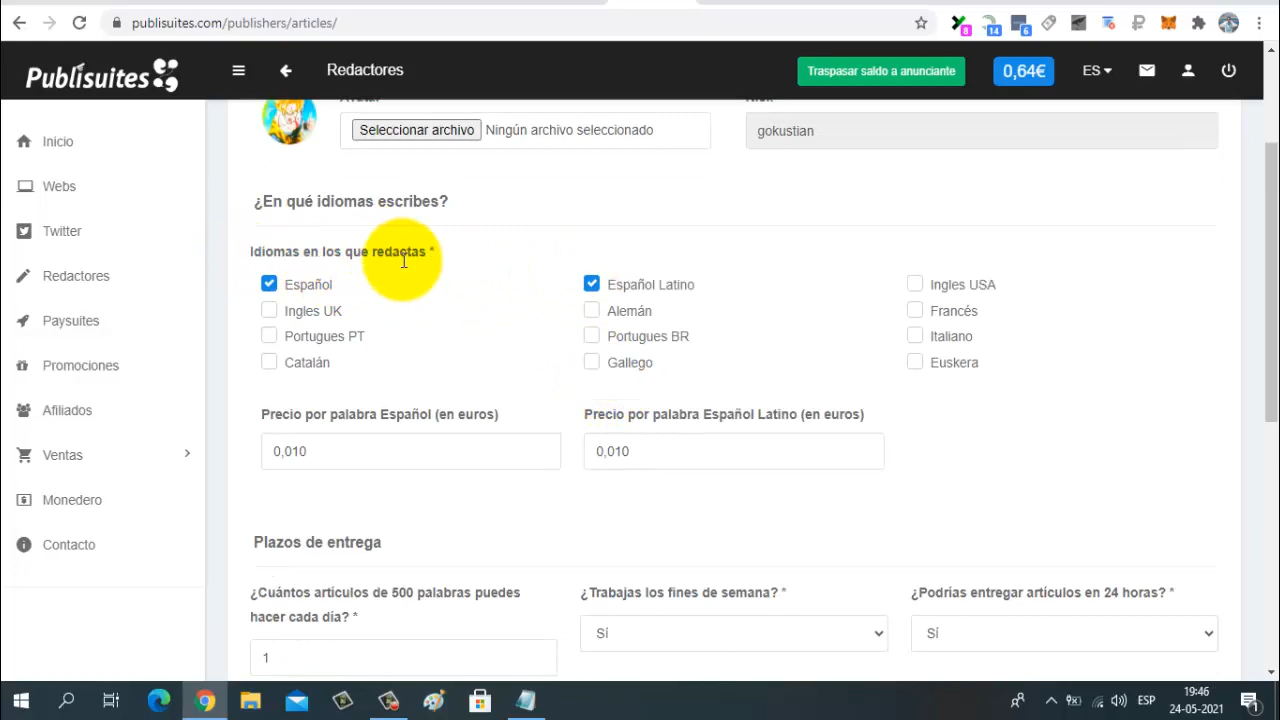 publisuites.com/publishers/articles/
8
14
6
Publisuites
Redactores
Traspasar saldo a anunciante
0,64€
ES
Inicio
Webs
Twitter
Redactores
Paysuites
Promociones
Afiliados
Ventas
Monedero
Contacto
Seleccionar archivo Ningún archivo seleccionado
gokustian
¿En qué idiomas escribes?
Idiomas en los que redactas *
Español
Español Latino
Ingles USA
Ingles UK
Alemán
Francés
Portugues PT
Portugues BR
Italiano
Catalán
Gallego
Euskera
Precio por palabra Español (en euros)
Precio por palabra Español Latino (en euros)
0,010
0,010
Plazos de entrega
¿Cuántos artículos de 500 palabras puedes
hacer cada día? *
¿Trabajas los fines de semana? *
¿Podrías entregar artículos en 24 horas? *
1
Sí
Sí
ESP
19:46
24-05-2021
1